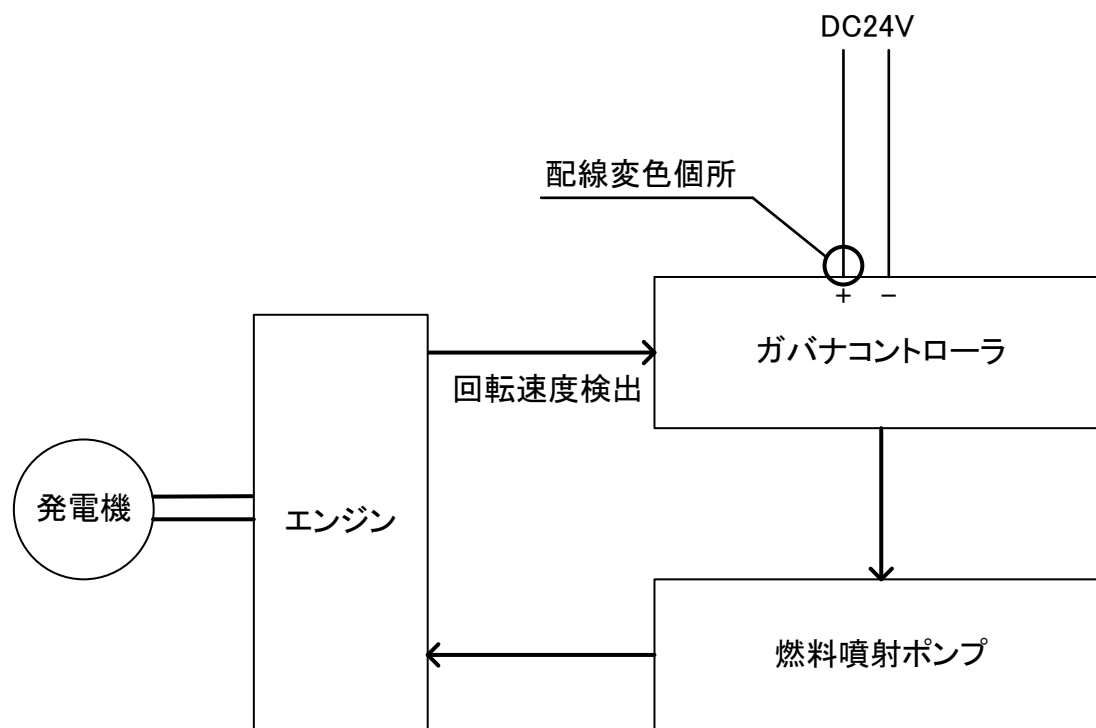 DC24V
配線変色個所
+ −
ガバナコントローラ
回転速度検出
発電機
エンジン
燃料噴射ポンプ